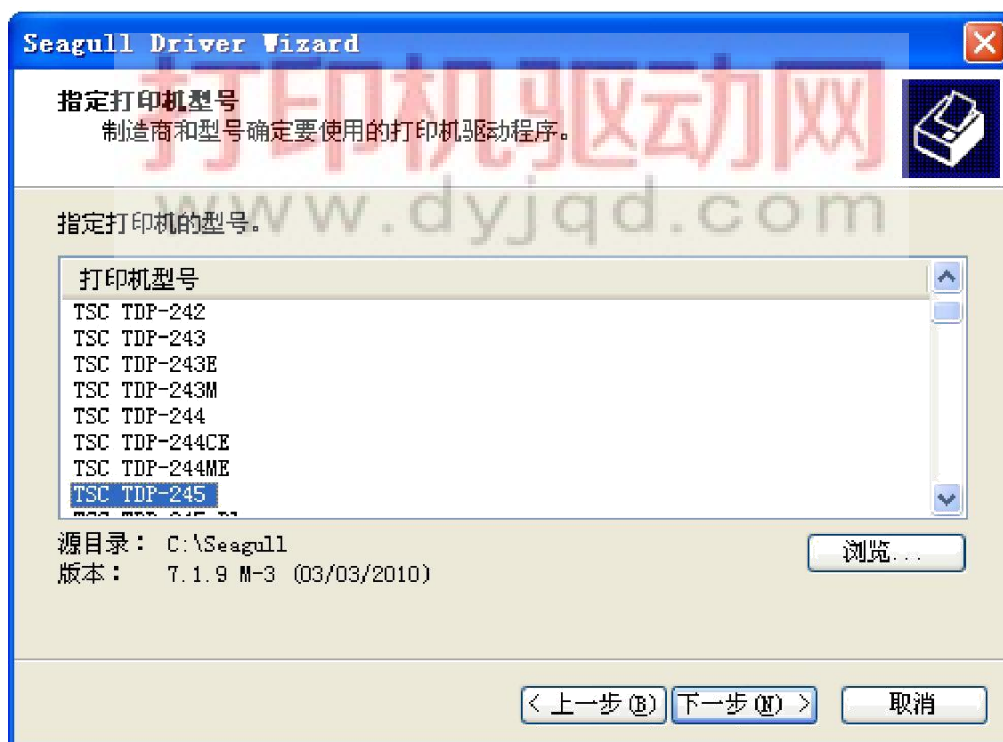 Seagull Driver Wizard
打印机驱动网
指定打印机型号
制造商和型号确定要使用的打印机驱动程序。
www.dyjqd.com
指定打印机的型号。
打印机型号
TSC TDP-242
TSC TDP-243
TSC TDP-243E
TSC TDP-243M
TSC TDP-244
TSC TDP-244CE
TSC TDP-244ME
TSC TDP-245
源目录： C:\Seagull
浏览...
版本： 7.1.9 M-3 (03/03/2010)
< 上一步(B) 下一步(N) > 取消